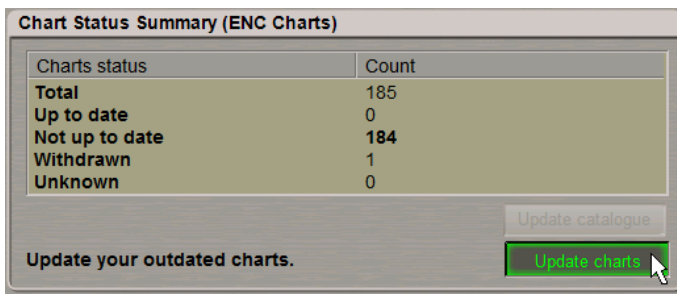 Chart Status Summary (ENC Charts)
Charts status Count
Total 185
Up to date 0
Not up to date 184
Withdrawn 1
Unknown 0
Update catalogue
Update your outdated charts. Update charts